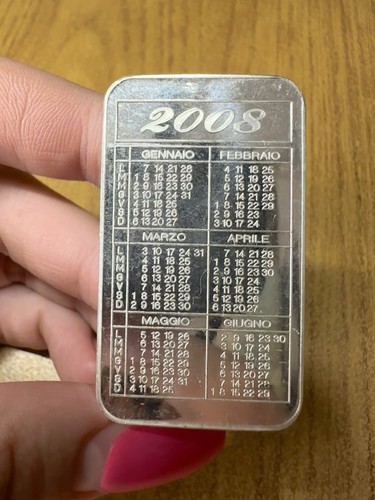 2008
GENNAIO FEBBRAIO
L 7 14 21 28 4 11 18 25
M 1 8 15 22 29 5 12 19 26
M 2 9 16 23 30 6 13 20 27
G 3 10 17 24 31 7 14 21 28
V 4 11 18 25 1 8 15 22 29
S 5 12 19 26 2 9 16 23
D 6 13 20 27 3 10 17 24
MARZO APRILE
L 3 10 17 24 31 7 14 21 28
M 4 11 18 25 1 8 15 22 29
M 5 12 19 26 2 9 16 23 30
G 6 13 20 27 3 10 17 24
V 7 14 21 28 4 11 18 25
S 1 8 15 22 29 5 12 19 26
D 2 9 16 23 30 6 13 20 27
MAGGIO GIUGNO
L 5 12 19 26 2 9 16 23 30
M 6 13 20 27 3 10 17 24
M 7 14 21 28 4 11 18 25
G 1 8 15 22 29 5 12 19 26
V 2 9 16 23 30 6 13 20 27
S 3 10 17 24 31 7 14 21 28
D 4 11 18 25 1 8 15 22 29